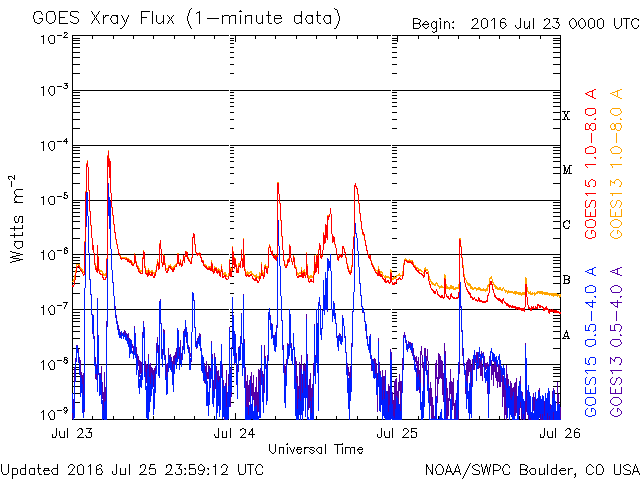 GOES Xray Flux (1-minute data)
Begin: 2016 Jul 23 0000 UTC
10-2
10-3
10-4
10-5
10-6
10-7
10-8
10-9
Watts m-2
X
M
C
B
A
GOES15 1.0-8.0 A
GOES13 1.0-8.0 A
GOES15 0.5-4.0 A
GOES13 0.5-4.0 A
Jul 23
Jul 24
Jul 25
Jul 26
Universal Time
Updated 2016 Jul 25 23:59:12 UTC
NOAA/SWPC Boulder, CO USA